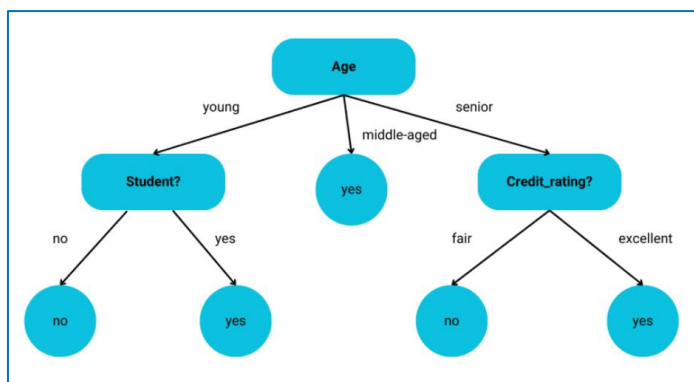 Age
young
senior
middle-aged
Student?
yes
Credit_rating?
no
yes
fair
excellent
no
yes
no
yes